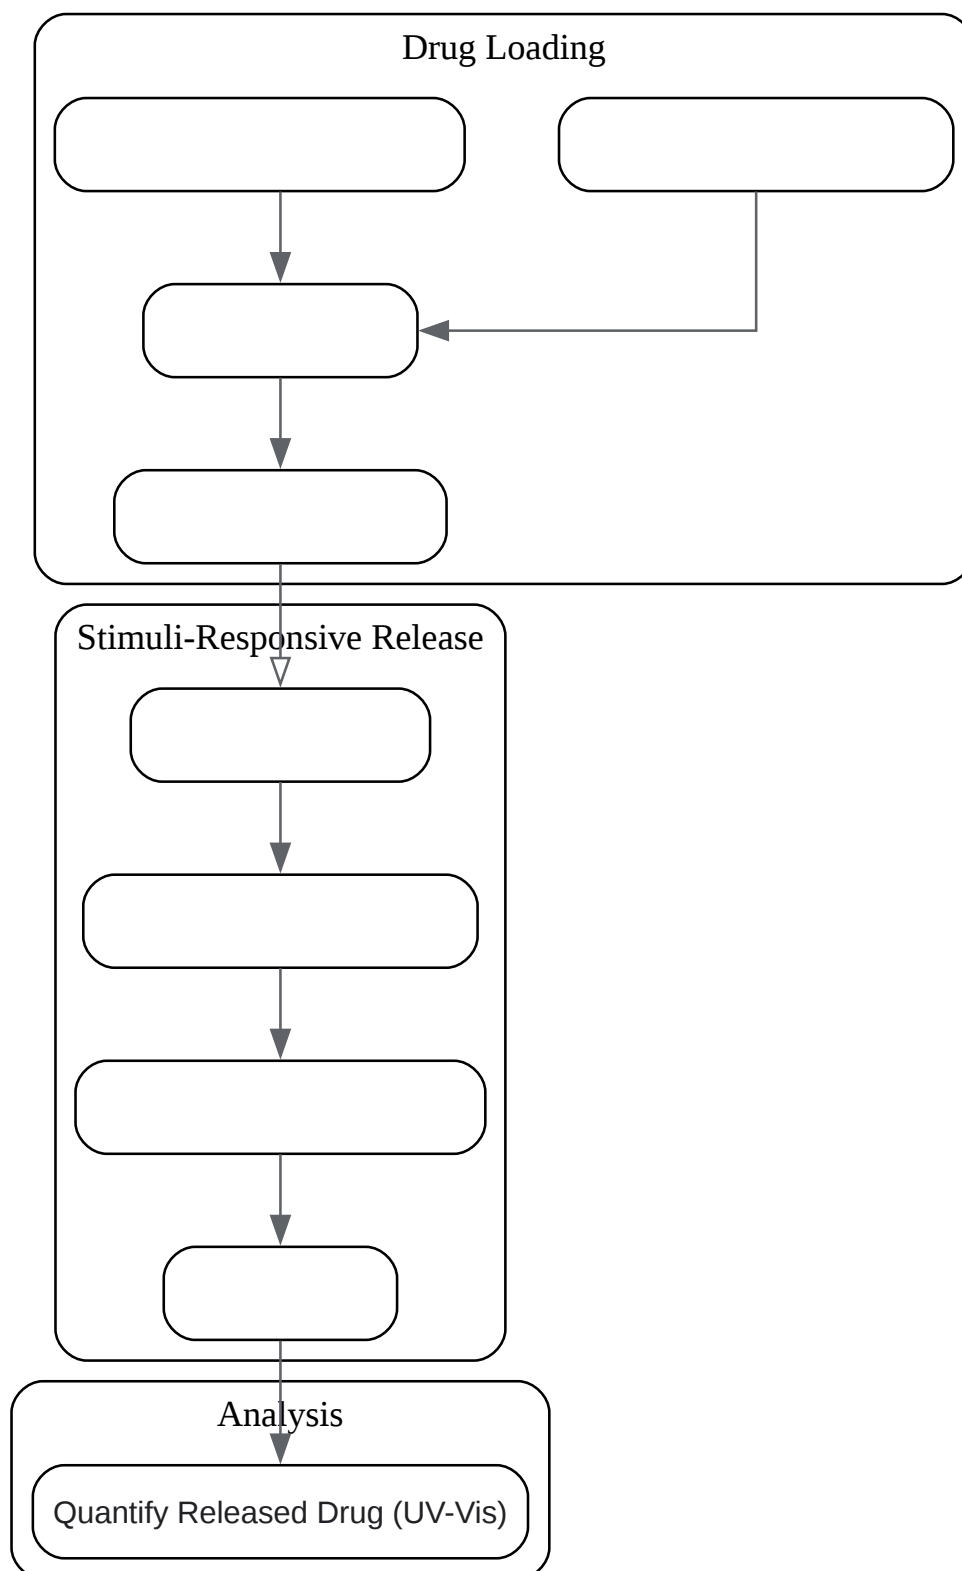 Drug Loading
Stimuli-Responsive Release
Analysis
Quantify Released Drug (UV-Vis)